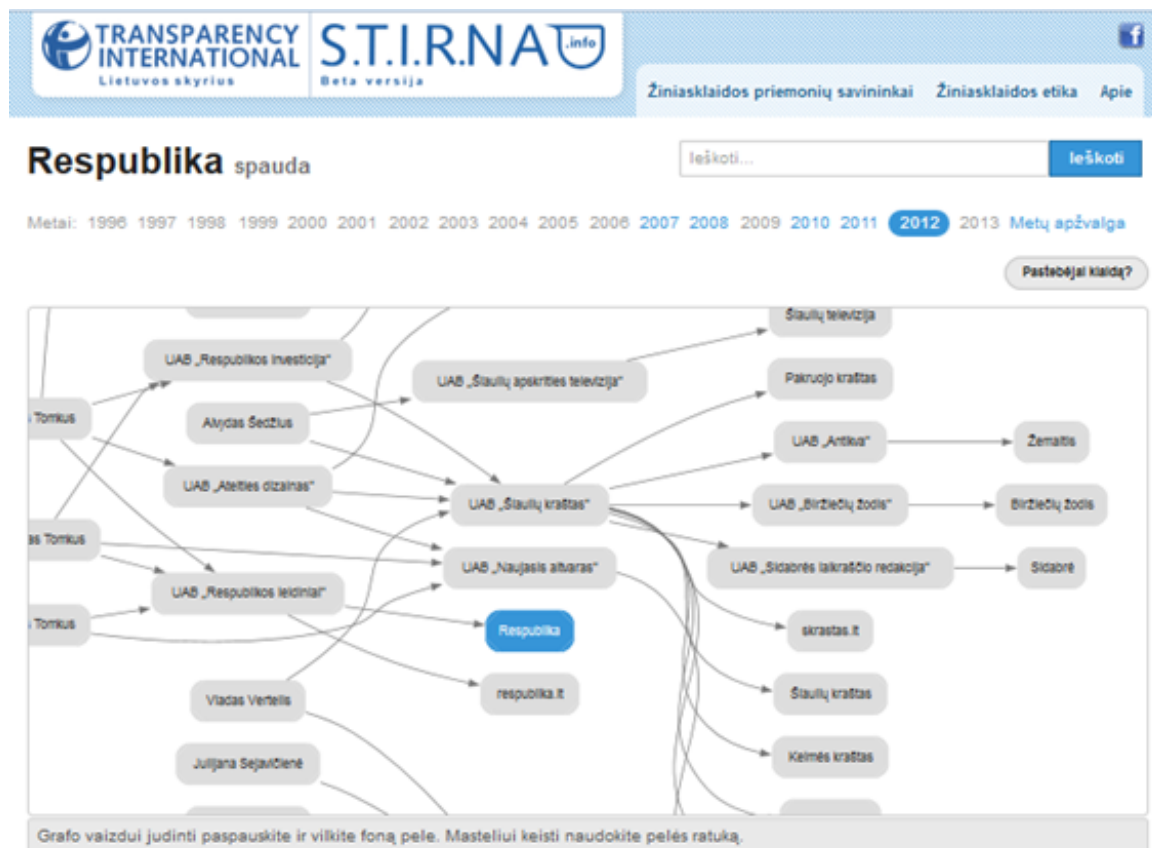 TRANSPARENCY
INTERNATIONAL
Lietuvos skyrius
S.T.I.R.NA .info
Beta versija
Žiniasklaidos priemonių savininkai Žiniasklaidos etika Apie
Respublika spauda
Ieškoti... Ieškoti
Metai: 1996 1997 1998 1999 2000 2001 2002 2003 2004 2005 2006 2007 2008 2009 2010 2011 2012 2013 Metų apžvalga
Pastebėjai klaidą?
Šiaulių televizija
UAB „Respublikos investicija"
UAB „Šiaulių apskrities televizija"
Pakruojo kraštas
Tomkus
Alvydas Šedžius
UAB „Antikva"
Žemaitis
UAB „Ateities dizainas"
UAB „Šiaulių kraštas"
UAB „Biržiečių žodis"
Biržiečių žodis
as Tomkus
UAB „Naujasis aitvaras"
UAB „Sidabrės laikraščio redakcija"
Sidabrė
UAB „Respublikos leidiniai"
Tomkus
Respublika
skrastas.lt
Vladas Vertelis
respublika.lt
Šiaulių kraštas
Julijana Sejavičienė
Kelmės kraštas
Grafo vaizdui judinti paspauskite ir vilkite foną pele. Masteliui keisti naudokite pelės ratuką.